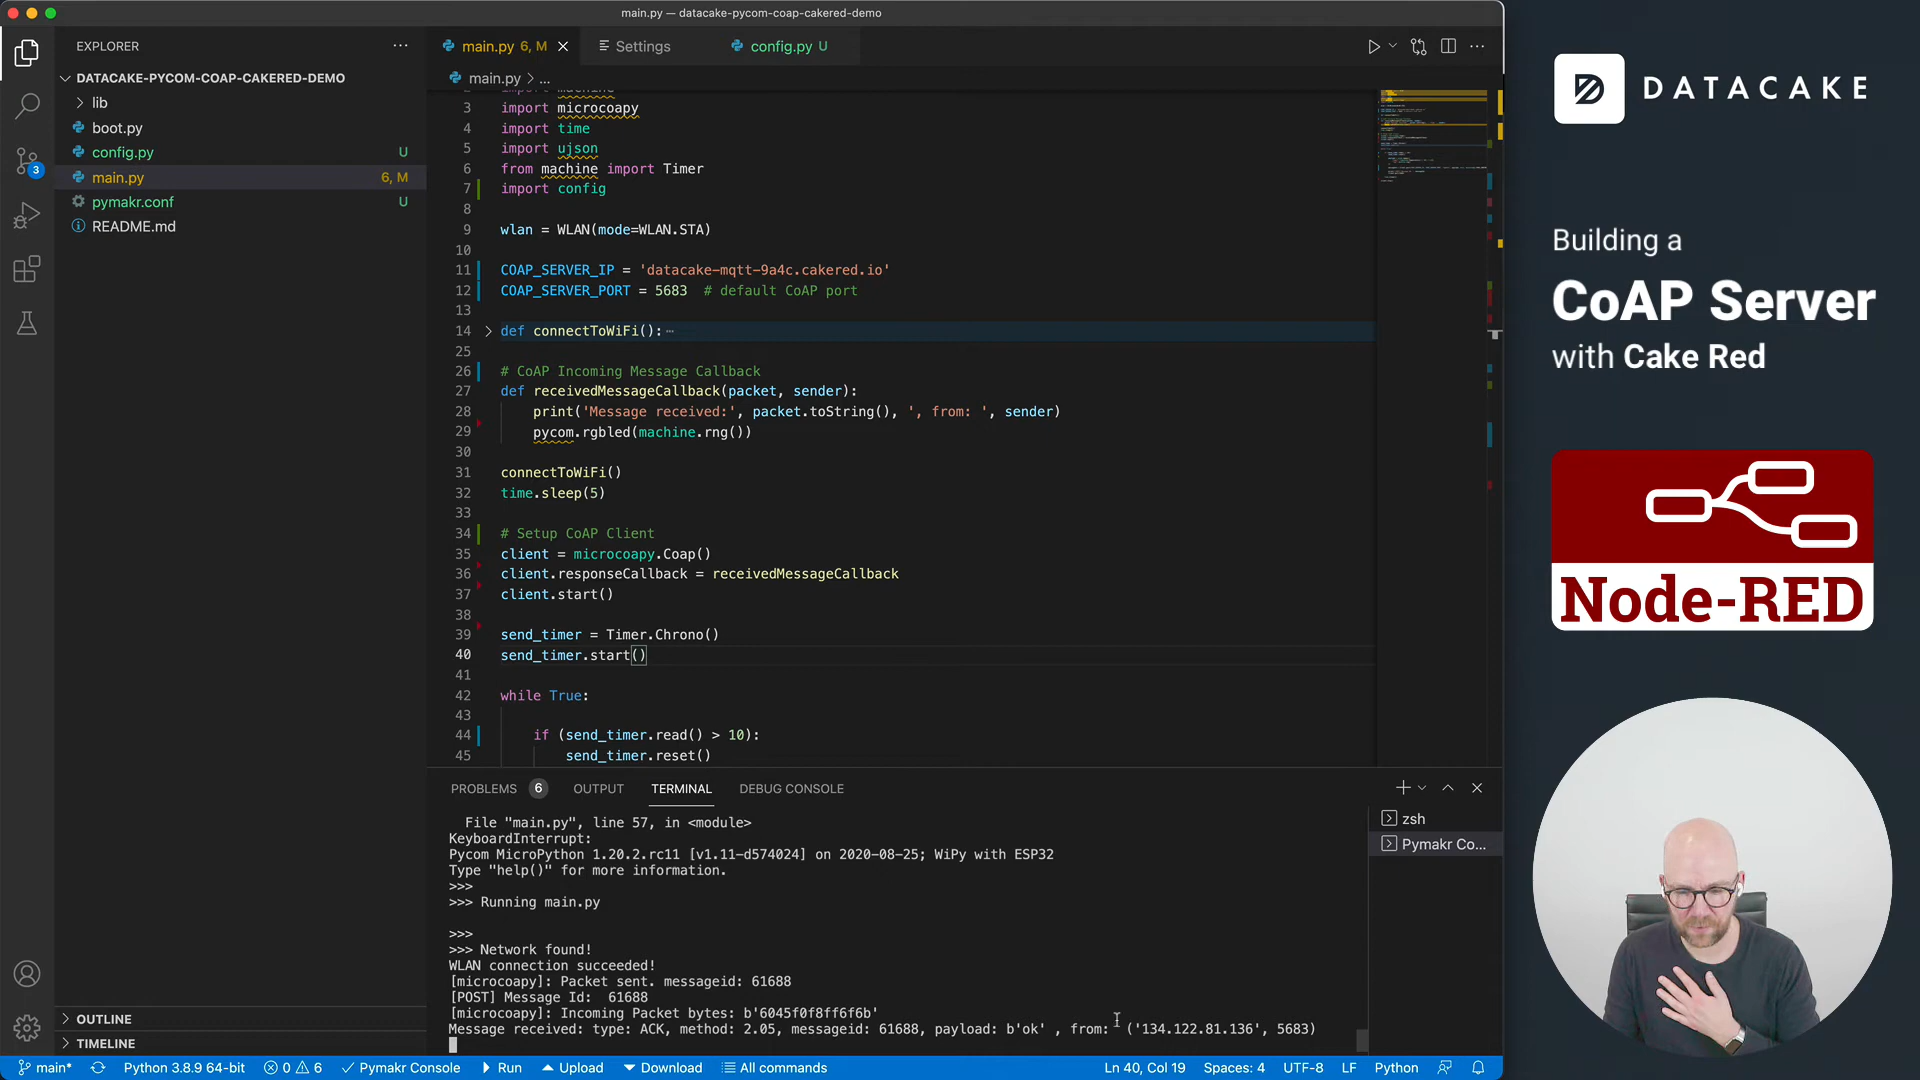 main.py — datacake-pycom-coap-cakered-demo
EXPLORER
DATACAKE-PYCOM-COAP-CAKERED-DEMO
lib
boot.py
config.py U
main.py 6, M
pymakr.conf U
README.md
3
OUTLINE
TIMELINE
main.py 6, M
Settings
config.py U
main.py > ...
3 import microcoapy
4 import time
5 import ujson
6 from machine import Timer
7 import config
8
9 wlan = WLAN(mode=WLAN.STA)
10
11 COAP_SERVER_IP = 'datacake-mqtt-9a4c.cakered.io'
12 COAP_SERVER_PORT = 5683  # default CoAP port
13
14 def connectToWiFi():
25
26 # CoAP Incoming Message Callback
27 def receivedMessageCallback(packet, sender):
28 print('Message received:', packet.toString(), ', from: ', sender)
29 pycom.rgbled(machine.rng())
30
31 connectToWiFi()
32 time.sleep(5)
33
34 # Setup CoAP Client
35 client = microcoapy.Coap()
36 client.responseCallback = receivedMessageCallback
37 client.start()
38
39 send_timer = Timer.Chrono()
40 send_timer.start()
41
42 while True:
43
44 if (send_timer.read() > 10):
45 send_timer.reset()
PROBLEMS 6 OUTPUT TERMINAL DEBUG CONSOLE
File "main.py", line 57, in <module>
KeyboardInterrupt:
Pycom MicroPython 1.20.2.rc11 [v1.11-d574024] on 2020-08-25; WiPy with ESP32
Type "help()" for more information.
>>>
>>> Running main.py
>>>
>>> Network found!
WLAN connection succeeded!
[microcoapy]: Packet sent. messageid: 61688
[POST] Message Id:  61688
[microcoapy]: Incoming Packet bytes: b'6045f0f8ff6f6b'
Message received: type: ACK, method: 2.05, messageid: 61688, payload: b'ok' , from:  ('134.122.81.136', 5683)
zsh
Pymakr Co...
main* Python 3.8.9 64-bit 0 6 Pymakr Console Run Upload Download All commands Ln 40, Col 19 Spaces: 4 UTF-8 LF Python
DATACAKE
Building a
CoAP Server
with Cake Red
Node-RED